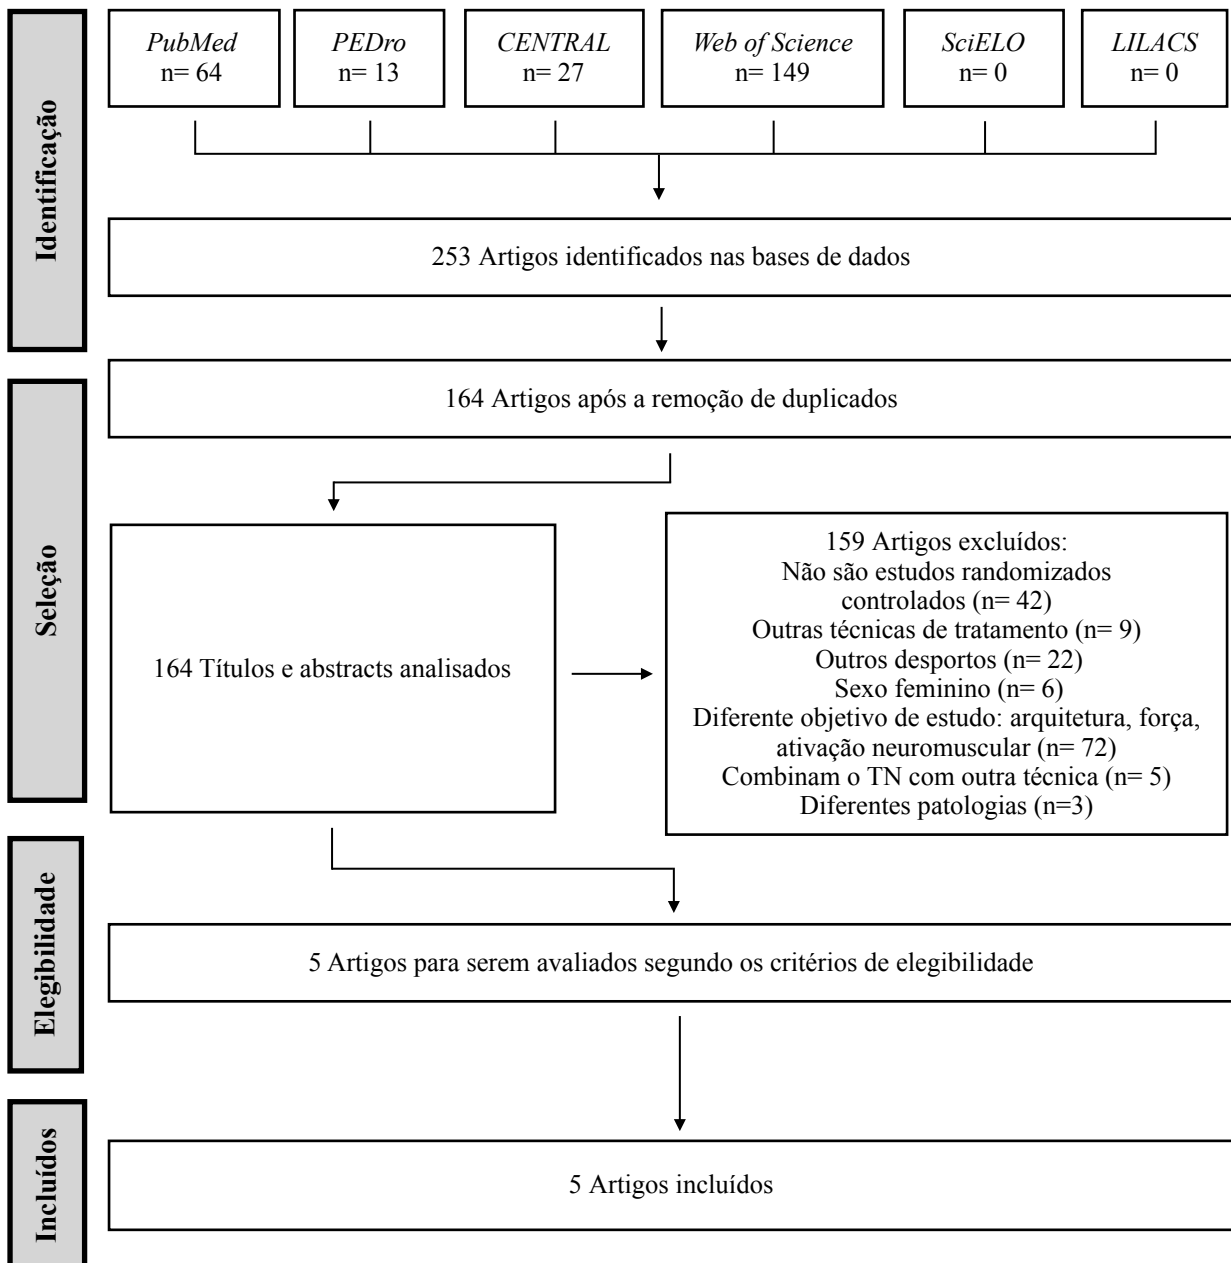 Identificação
PubMed
n= 64
PEDro
n= 13
CENTRAL
n= 27
Web of Science
n= 149
SciELO
n= 0
LILACS
n= 0
253 Artigos identificados nas bases de dados
Seleção
164 Artigos após a remoção de duplicados
164 Títulos e abstracts analisados
159 Artigos excluídos:
Não são estudos randomizados
controlados (n= 42)
Outras técnicas de tratamento (n= 9)
Outros desportos (n= 22)
Sexo feminino (n= 6)
Diferente objetivo de estudo: arquitetura, força,
ativação neuromuscular (n= 72)
Combinam o TN com outra técnica (n= 5)
Diferentes patologias (n=3)
Elegibilidade
5 Artigos para serem avaliados segundo os critérios de elegibilidade
Incluídos
5 Artigos incluídos